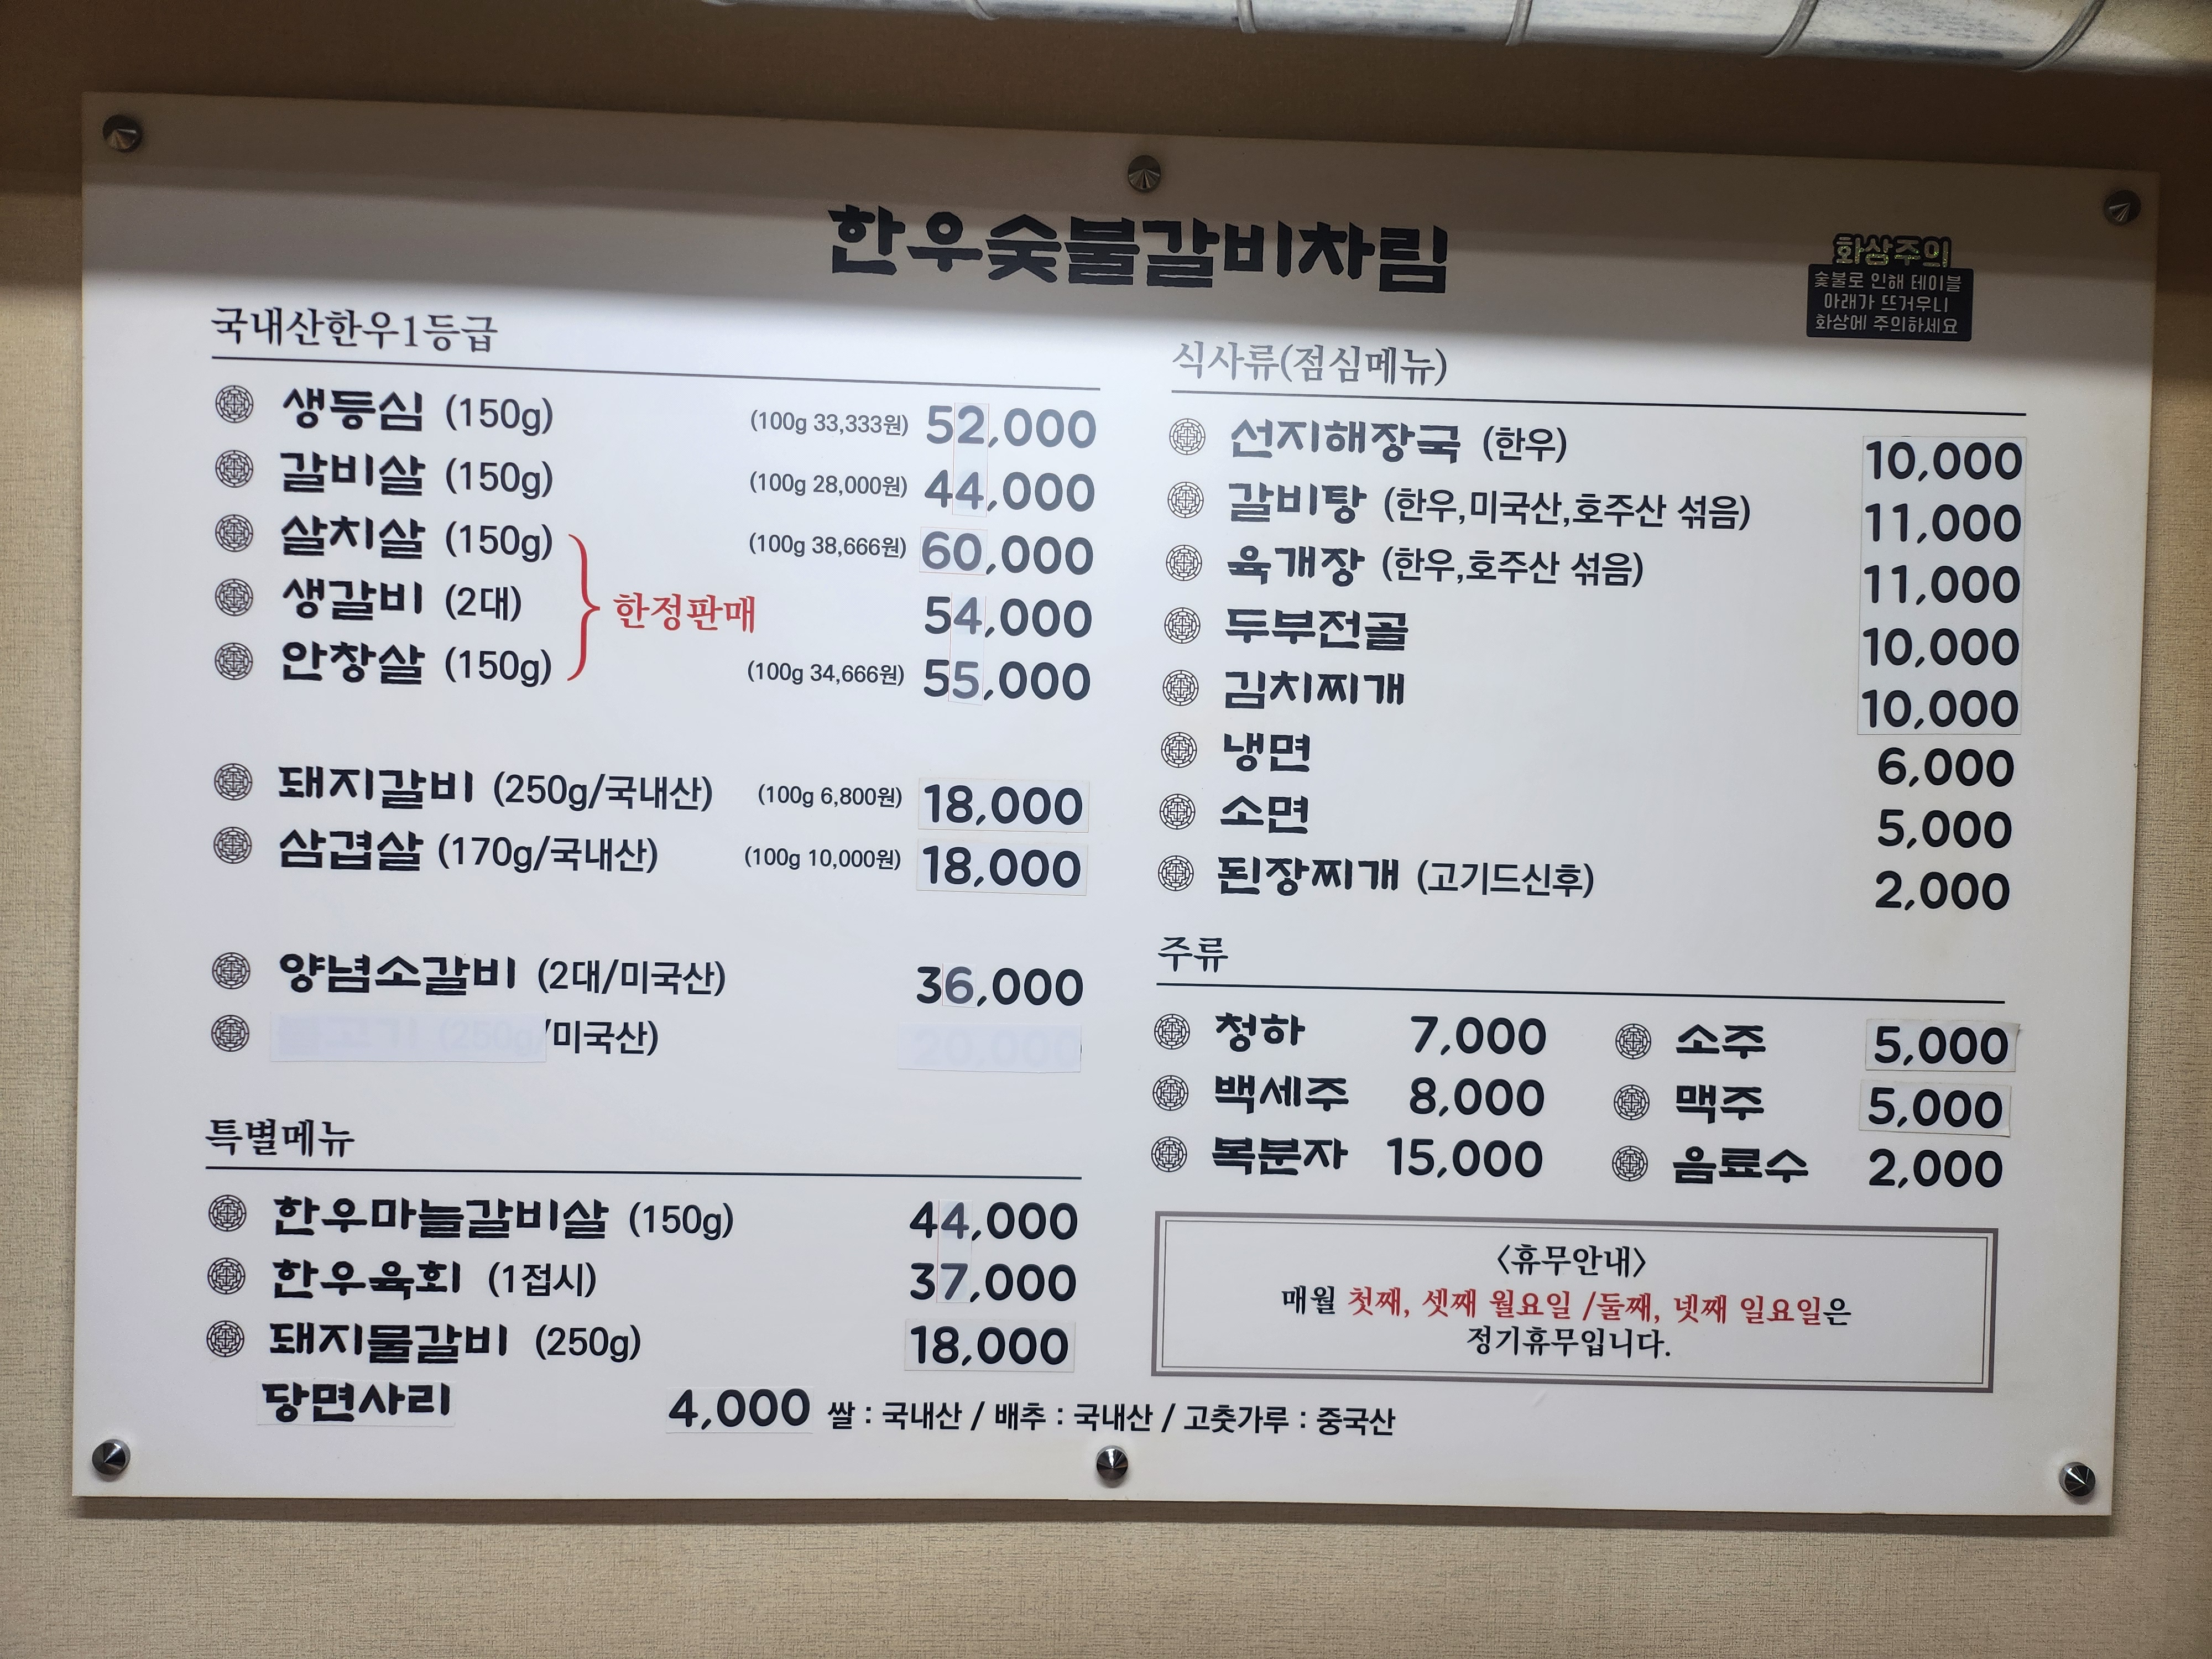 한우숯불갈비차림
화상주의
숯불로 인해 테이블
아래가 뜨거우니
화상에 주의하세요
국내산한우1등급
생등심 (150g) (100g 33,333원) 52,000
갈비살 (150g) (100g 28,000원) 44,000
살치살 (150g) (100g 38,666원) 60,000
생갈비 (2대) 한정판매 54,000
안창살 (150g) (100g 34,666원) 55,000
돼지갈비 (250g/국내산) (100g 6,800원) 18,000
삼겹살 (170g/국내산) (100g 10,000원) 18,000
양념소갈비 (2대/미국산) 36,000
(250g/미국산) 20,000
특별메뉴
한우마늘갈비살 (150g) 44,000
한우육회 (1접시) 37,000
돼지물갈비 (250g) 18,000
당면사리 4,000
쌀 : 국내산 / 배추 : 국내산 / 고춧가루 : 중국산
식사류(점심메뉴)
선지해장국 (한우) 10,000
갈비탕 (한우,미국산,호주산 섞음) 11,000
육개장 (한우,호주산 섞음) 11,000
두부전골 10,000
김치찌개 10,000
냉면 6,000
소면 5,000
된장찌개 (고기드신후) 2,000
주류
청하 7,000 소주 5,000
백세주 8,000 맥주 5,000
복분자 15,000 음료수 2,000
〈휴무안내〉
매월 첫째, 셋째 월요일 /둘째, 넷째 일요일은
정기휴무입니다.